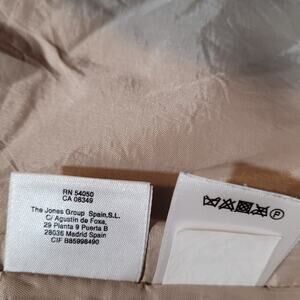 RN 54050
CA 06349
The Jones Group Spain,S.L.
C/ Agustin de Foxa,
29 Planta 9 Puerta B
28036 Madrid Spain
CIF B85998490
P